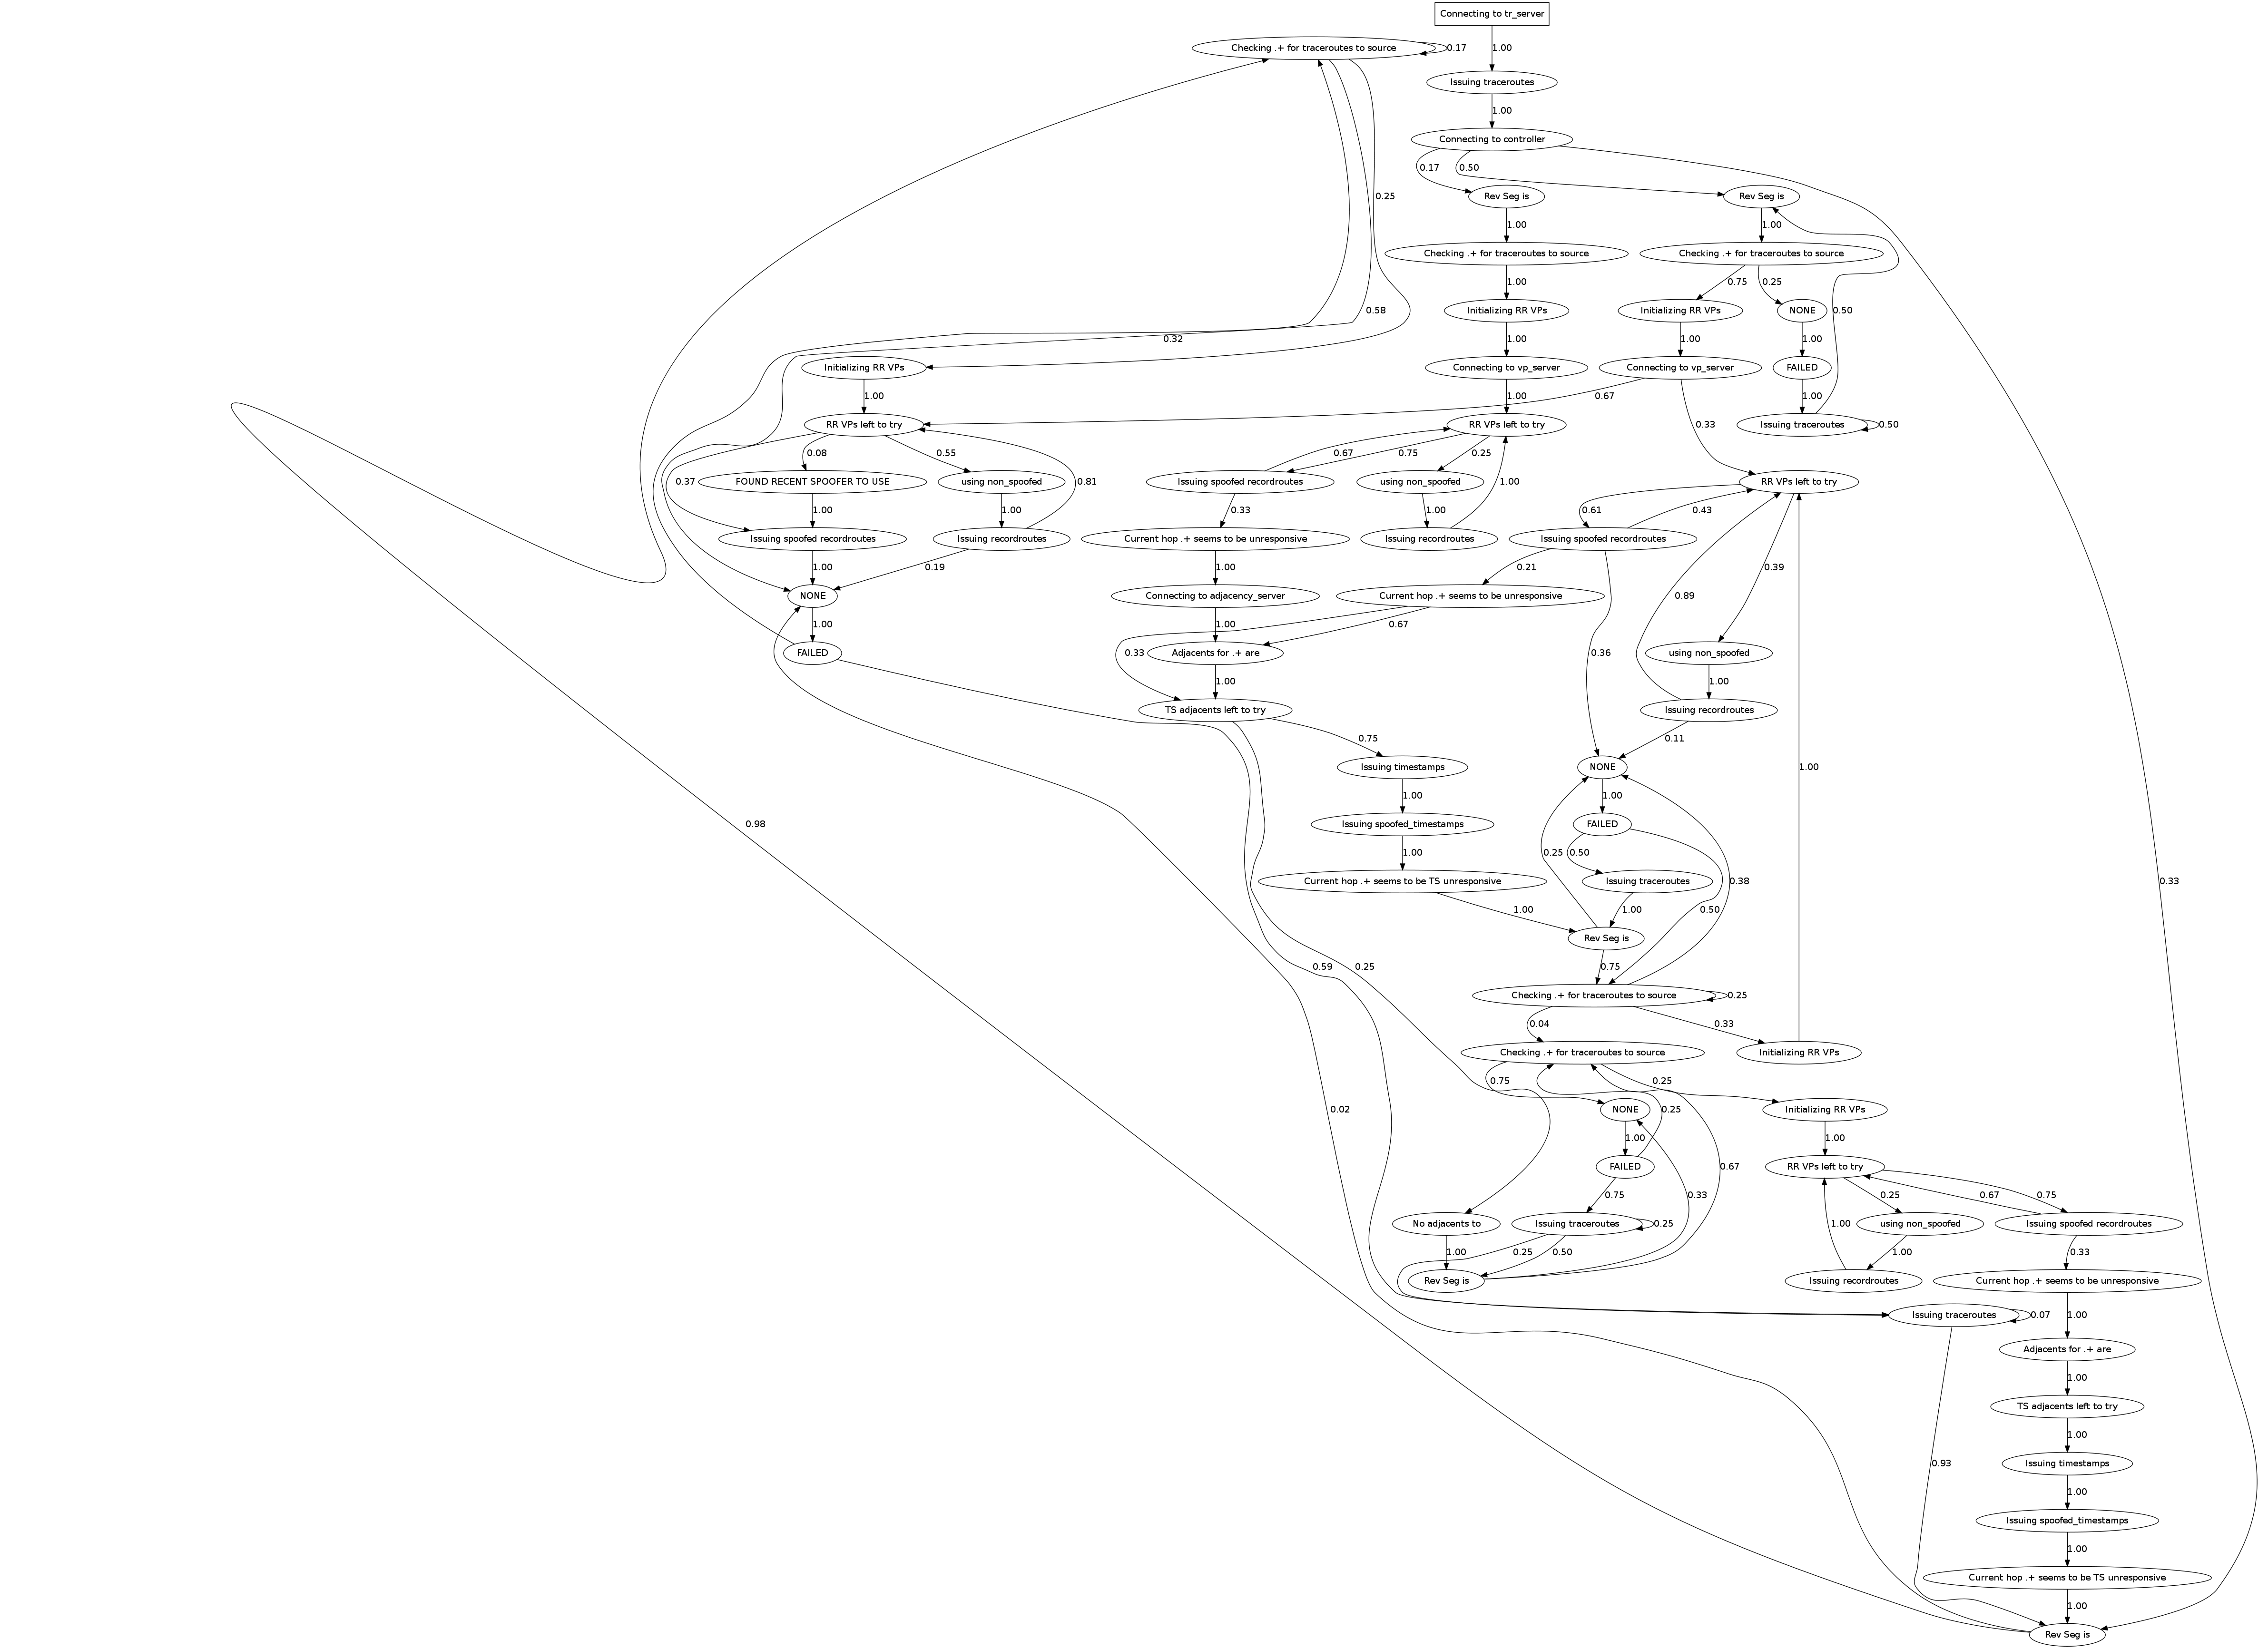 Connecting to tr_server
Checking .+ for traceroutes to source
0.17
1.00
Issuing traceroutes
1.00
Connecting to controller
0.17
0.50
0.25
Rev Seg is
Rev Seg is
1.00
1.00
Checking .+ for traceroutes to source
Checking .+ for traceroutes to source
1.00
0.75
0.25
0.58
Initializing RR VPs
Initializing RR VPs
NONE
0.50
0.32
1.00
1.00
1.00
Initializing RR VPs
Connecting to vp_server
Connecting to vp_server
FAILED
1.00
1.00
0.67
1.00
RR VPs left to try
RR VPs left to try
0.33
Issuing traceroutes
0.50
0.08
0.55
0.67
0.75
0.25
0.37
FOUND RECENT SPOOFER TO USE
using non_spoofed
0.81
Issuing spoofed recordroutes
using non_spoofed
1.00
RR VPs left to try
1.00
1.00
0.33
1.00
0.61
0.43
Issuing spoofed recordroutes
Issuing recordroutes
Current hop .+ seems to be unresponsive
Issuing recordroutes
Issuing spoofed recordroutes
1.00
0.19
1.00
0.21
0.39
NONE
Connecting to adjacency_server
Current hop .+ seems to be unresponsive
0.89
1.00
1.00
0.67
FAILED
0.33
Adjacents for .+ are
0.36
using non_spoofed
1.00
1.00
TS adjacents left to try
Issuing recordroutes
0.75
0.11
Issuing timestamps
NONE
1.00
1.00
1.00
0.98
Issuing spoofed_timestamps
FAILED
1.00
0.25
0.50
Current hop .+ seems to be TS unresponsive
Issuing traceroutes
0.38
0.33
1.00
1.00
0.50
Rev Seg is
0.59
0.25
0.75
Checking .+ for traceroutes to source
0.25
0.04
0.33
Checking .+ for traceroutes to source
Initializing RR VPs
0.75
0.25
0.02
NONE
0.25
Initializing RR VPs
1.00
1.00
FAILED
0.67
RR VPs left to try
0.75
0.33
0.25
0.67
0.75
No adjacents to
Issuing traceroutes
0.25
1.00
using non_spoofed
Issuing spoofed recordroutes
1.00
0.25
0.50
1.00
0.33
Rev Seg is
Issuing recordroutes
Current hop .+ seems to be unresponsive
Issuing traceroutes
0.07
1.00
Adjacents for .+ are
1.00
TS adjacents left to try
1.00
0.93
Issuing timestamps
1.00
Issuing spoofed_timestamps
1.00
Current hop .+ seems to be TS unresponsive
1.00
Rev Seg is